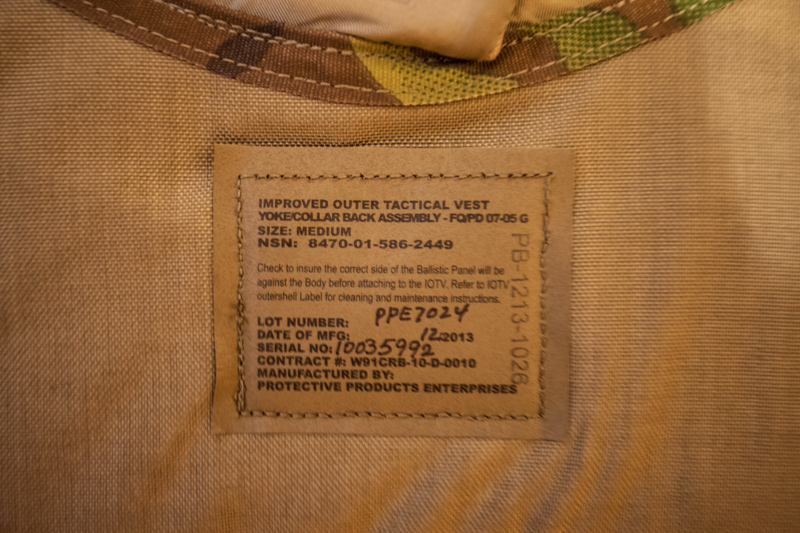 IMPROVED OUTER TACTICAL VEST
YOKE/COLLAR BACK ASSEMBLY - FQ/PD 07-05 G
SIZE: MEDIUM
NSN: 8470-01-586-2449
Check to insure the correct side of the Ballistic Panel will be
against the Body before attaching to the IOTV. Refer to IOTV
outershell Label for cleaning and maintenance instructions.
LOT NUMBER: PPE7024
DATE OF MFG: 12 2013
SERIAL NO: 10035992
CONTRACT #: W91CRB-10-D-0010
MANUFACTURED BY:
PROTECTIVE PRODUCTS ENTERPRISES
PB-1213-1026